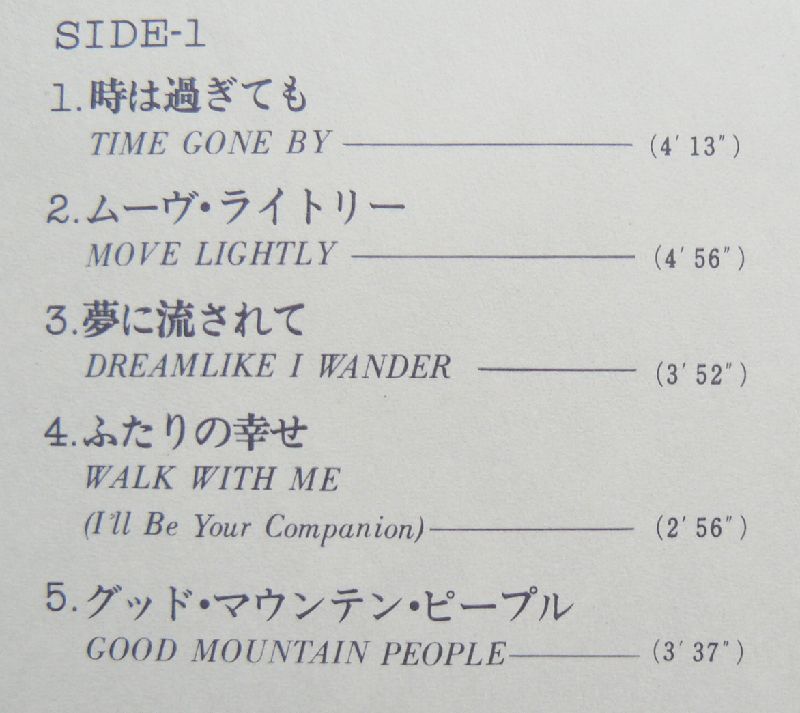 SIDE-1
1.時は過ぎても
TIME GONE BY (4′13″)
2.ムーヴ・ライトリー
MOVE LIGHTLY (4′56″)
3.夢に流されて
DREAMLIKE I WANDER (3′52″)
4.ふたりの幸せ
WALK WITH ME
(I'll Be Your Companion) (2′56″)
5.グッド・マウンテン・ピープル
GOOD MOUNTAIN PEOPLE (3′37″)